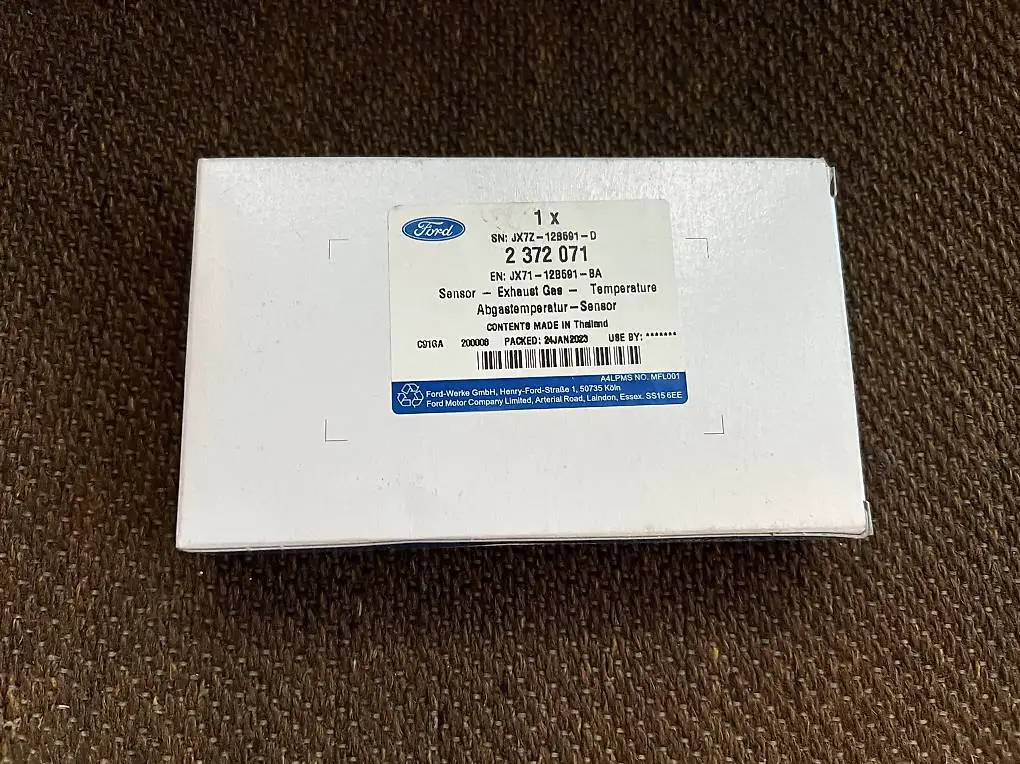 Ford
1 x
SN: JX7Z-12B591-D
2 372 071
EN: JX71-12B591-BA
Sensor - Exhaust Gas - Temperature
Abgastemperatur-Sensor
CONTENTS MADE IN Thailand
C91GA 200008 PACKED: 24JAN2023 USE BY: *******
A4LPMS NO. MFL001
Ford-Werke GmbH, Henry-Ford-Straße 1, 50735 Köln
Ford Motor Company Limited, Arterial Road, Laindon, Essex. SS15 6EE